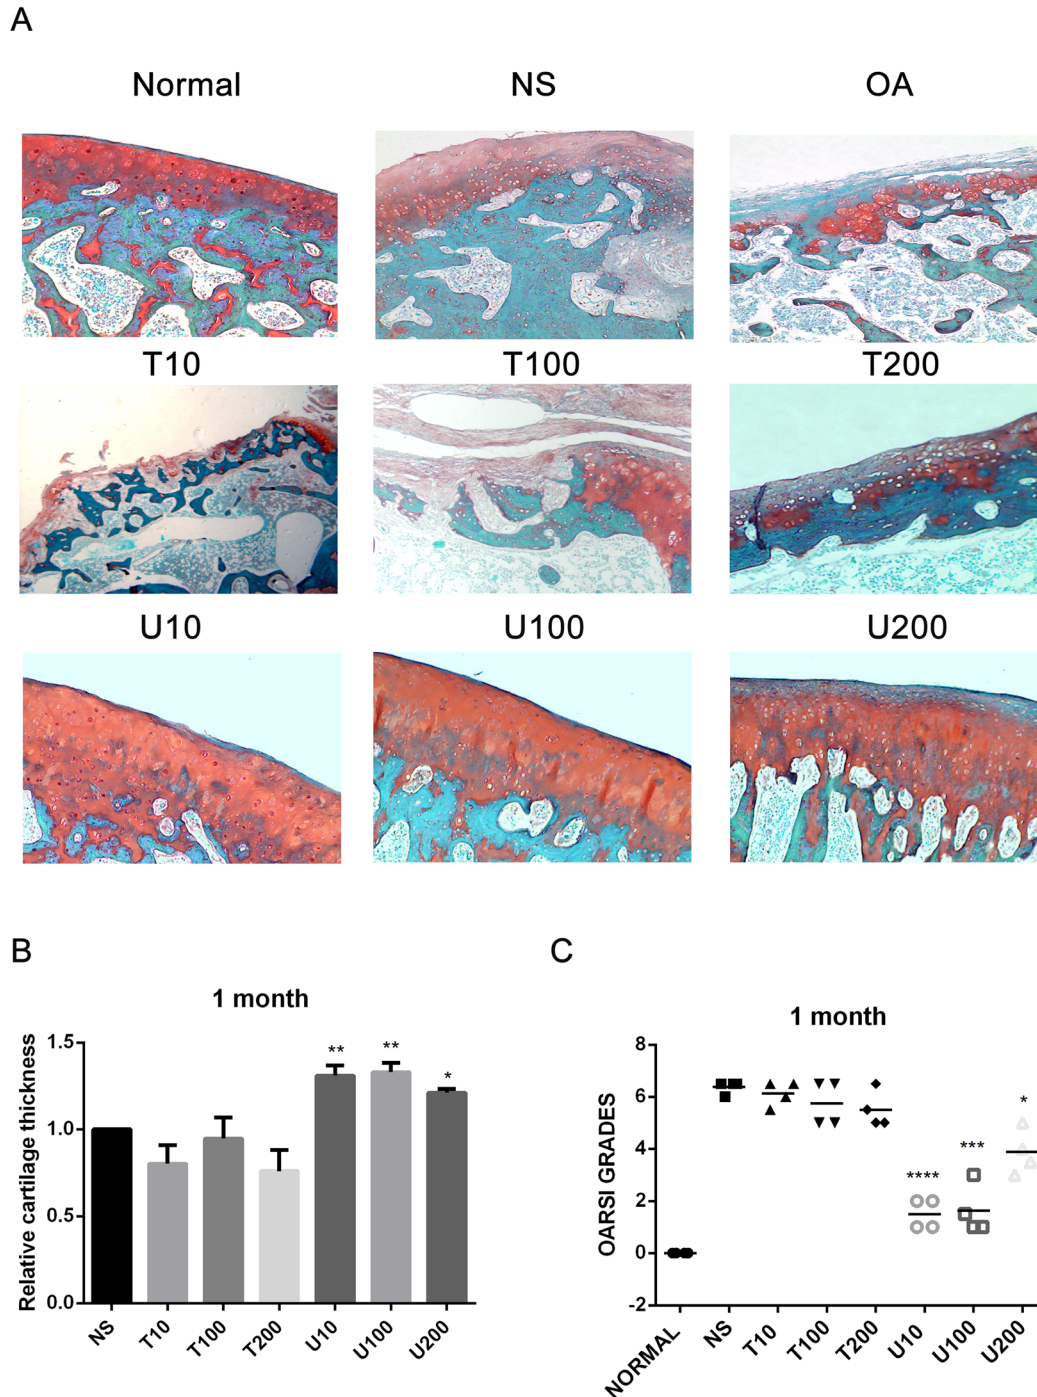 A
Normal NS OA
T10 T100 T200
U10 U100 U200
B
1 month
Relative cartilage thickness
1.5
1.0
0.5
0.0
** ** *
NS T10 T100 T200 U10 U100 U200
C
1 month
OARSI GRADES
8
6
4
2
0
-2
**** *** *
NORMAL NS T10 T100 T200 U10 U100 U200